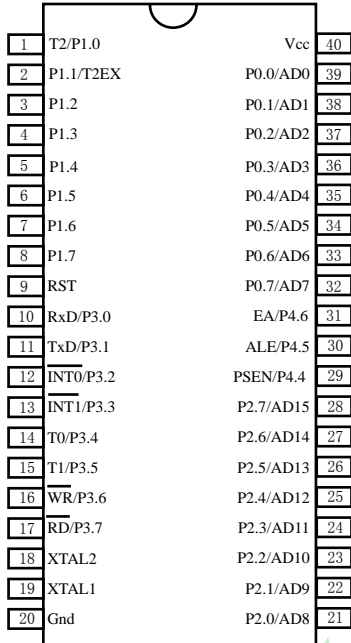 1 T2/P1.0 Vcc 40
2 P1.1/T2EX P0.0/AD0 39
3 P1.2 P0.1/AD1 38
4 P1.3 P0.2/AD2 37
5 P1.4 P0.3/AD3 36
6 P1.5 P0.4/AD4 35
7 P1.6 P0.5/AD5 34
8 P1.7 P0.6/AD6 33
9 RST P0.7/AD7 32
10 RxD/P3.0 EA/P4.6 31
11 TxD/P3.1 ALE/P4.5 30
12 INT0/P3.2 PSEN/P4.4 29
13 INT1/P3.3 P2.7/AD15 28
14 T0/P3.4 P2.6/AD14 27
15 T1/P3.5 P2.5/AD13 26
16 WR/P3.6 P2.4/AD12 25
17 RD/P3.7 P2.3/AD11 24
18 XTAL2 P2.2/AD10 23
19 XTAL1 P2.1/AD9 22
20 Gnd P2.0/AD8 21